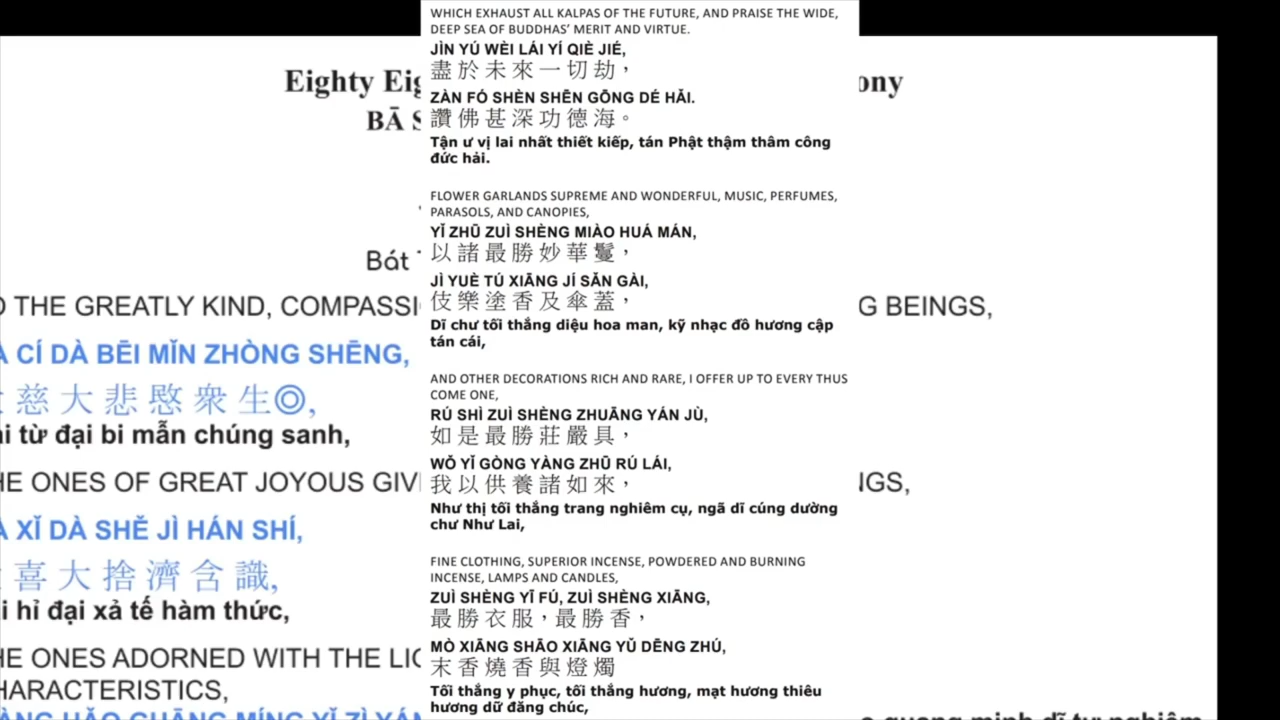 WHICH EXHAUST ALL KALPAS OF THE FUTURE, AND PRAISE THE WIDE,
DEEP SEA OF BUDDHAS' MERIT AND VIRTUE.
JÌN YÚ WÈI LÁI YÍ QIÈ JIÉ,
盡於未來一切劫，
ZÀN FÓ SHÈN SHĒN GŌNG DÉ HǍI.
讚佛甚深功德海。
Tận ư vị lai nhất thiết kiếp, tán Phật thậm thâm công
đức hải.
FLOWER GARLANDS SUPREME AND WONDERFUL, MUSIC, PERFUMES,
PARASOLS, AND CANOPIES,
YǏ ZHŪ ZUÌ SHÈNG MIÀO HUÁ MÁN,
以諸最勝妙華鬘，
JÌ YUÈ TÚ XIĀNG JÍ SǍN GÀI,
伎樂塗香及傘蓋，
Dĩ chư tối thắng diệu hoa man, kỹ nhạc đồ hương cập
tán cái,
AND OTHER DECORATIONS RICH AND RARE, I OFFER UP TO EVERY THUS
COME ONE,
RÚ SHÌ ZUÌ SHÈNG ZHUĀNG YÁN JÙ,
如是最勝莊嚴具，
WǑ YǏ GÒNG YÀNG ZHŪ RÚ LÁI,
我以供養諸如來，
Như thị tối thắng trang nghiêm cụ, ngã dĩ cúng dường
chư Như Lai,
FINE CLOTHING, SUPERIOR INCENSE, POWDERED AND BURNING
INCENSE, LAMPS AND CANDLES,
ZUÌ SHÈNG YĪ FÚ, ZUÌ SHÈNG XIĀNG,
最勝衣服，最勝香，
MÒ XIĀNG SHĀO XIĀNG YǓ DĒNG ZHÚ,
末香燒香與燈燭
Tối thắng y phục, tối thắng hương, mạt hương thiêu
hương dữ đăng chúc,
Eighty
BĀ
Bát
THE GREATLY KIND, BEINGS,
CÍ DÀ BĒI MǏN ZHÒNG SHĒNG,
慈大悲愍衆生◎,
từ đại bi mẫn chúng sanh,
ONES OF GREAT JOYOUS
XǏ DÀ SHĚ JÌ HÁN SHÍ,
喜大捨濟含識,
hỉ đại xả tế hàm thức,
ONES ADORNED WITH THE